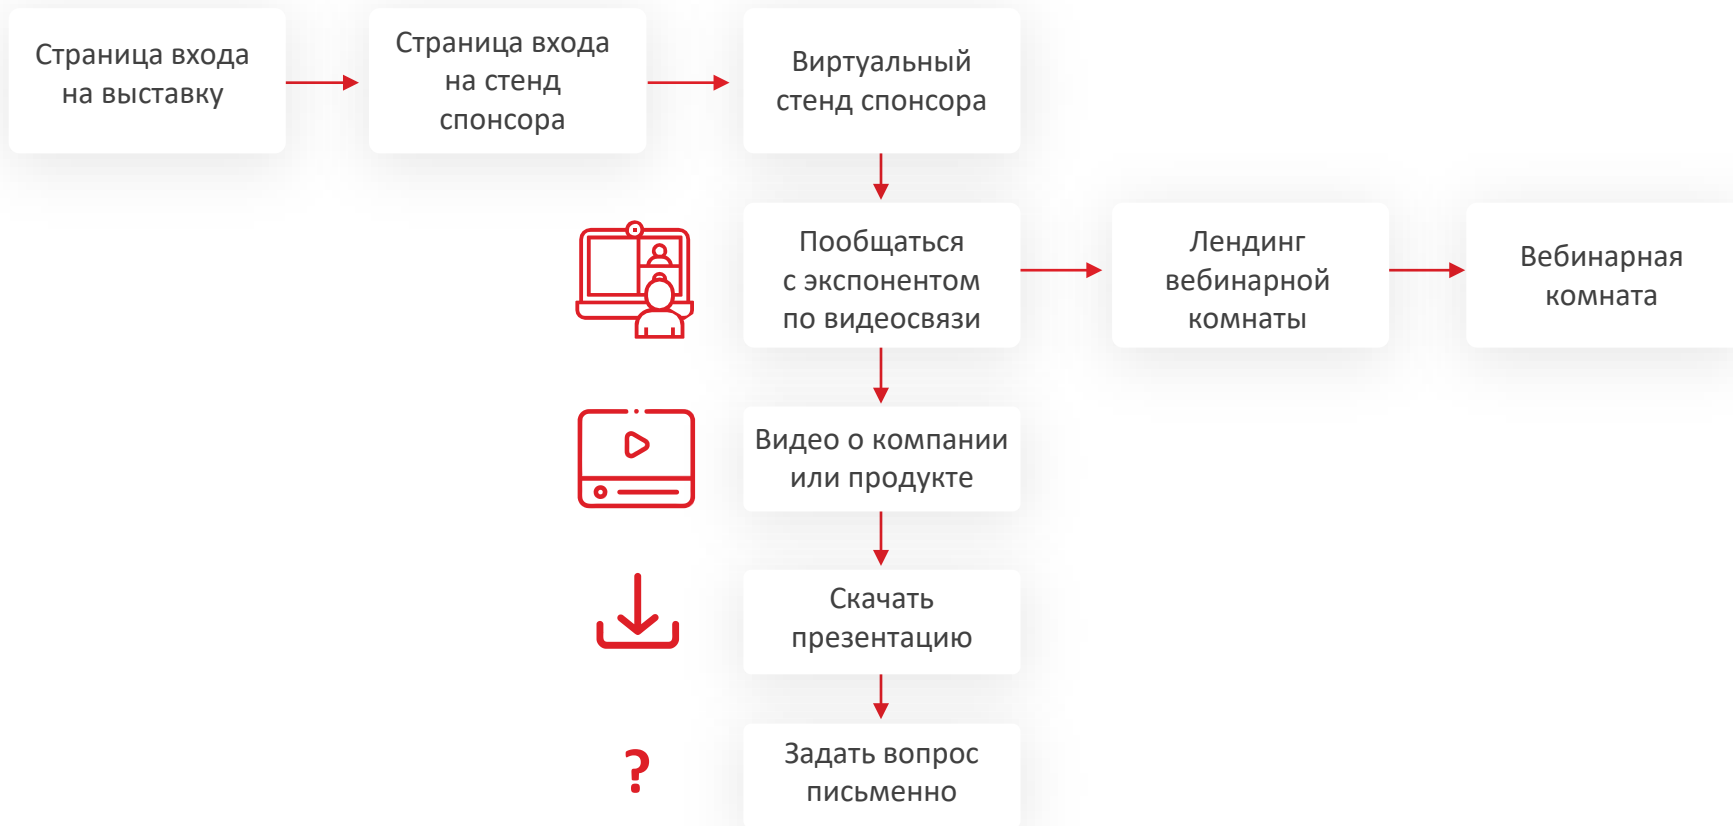 Страница входа
на выставку
Страница входа
на стенд
спонсора
Виртуальный
стенд спонсора
Пообщаться
с экспонентом
по видеосвязи
Лендинг
вебинарной
комнаты
Вебинарная
комната
Видео о компании
или продукте
Скачать
презентацию
?
Задать вопрос
письменно